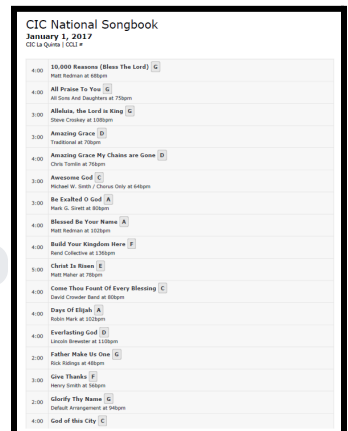 CIC National Songbook
January 1, 2017
CIC La Quinta | CCLI #
4:00 10,000 Reasons (Bless The Lord) G
Matt Redman at 68bpm
4:00 All Praise To You G
All Sons And Daughters at 75bpm
3:00 Alleluia, the Lord is King G
Steve Croskey at 108bpm
3:00 Amazing Grace D
Traditional at 70bpm
4:00 Amazing Grace My Chains are Gone D
Chris Tomlin at 76bpm
3:00 Awesome God C
Michael W. Smith / Chorus Only at 64bpm
3:00 Be Exalted O God A
Mark G. Sirett at 80bpm
4:00 Blessed Be Your Name A
Matt Redman at 102bpm
4:00 Build Your Kingdom Here F
Rend Collective at 136bpm
5:00 Christ Is Risen E
Matt Maher at 78bpm
4:00 Come Thou Fount Of Every Blessing C
David Crowder Band at 80bpm
4:00 Days Of Elijah A
Robin Mark at 102bpm
4:00 Everlasting God D
Lincoln Brewster at 110bpm
2:00 Father Make Us One G
Rick Ridings at 48bpm
3:00 Give Thanks F
Henry Smith at 56bpm
2:00 Glorify Thy Name G
Default Arrangement at 94bpm
4:00 God of this City C